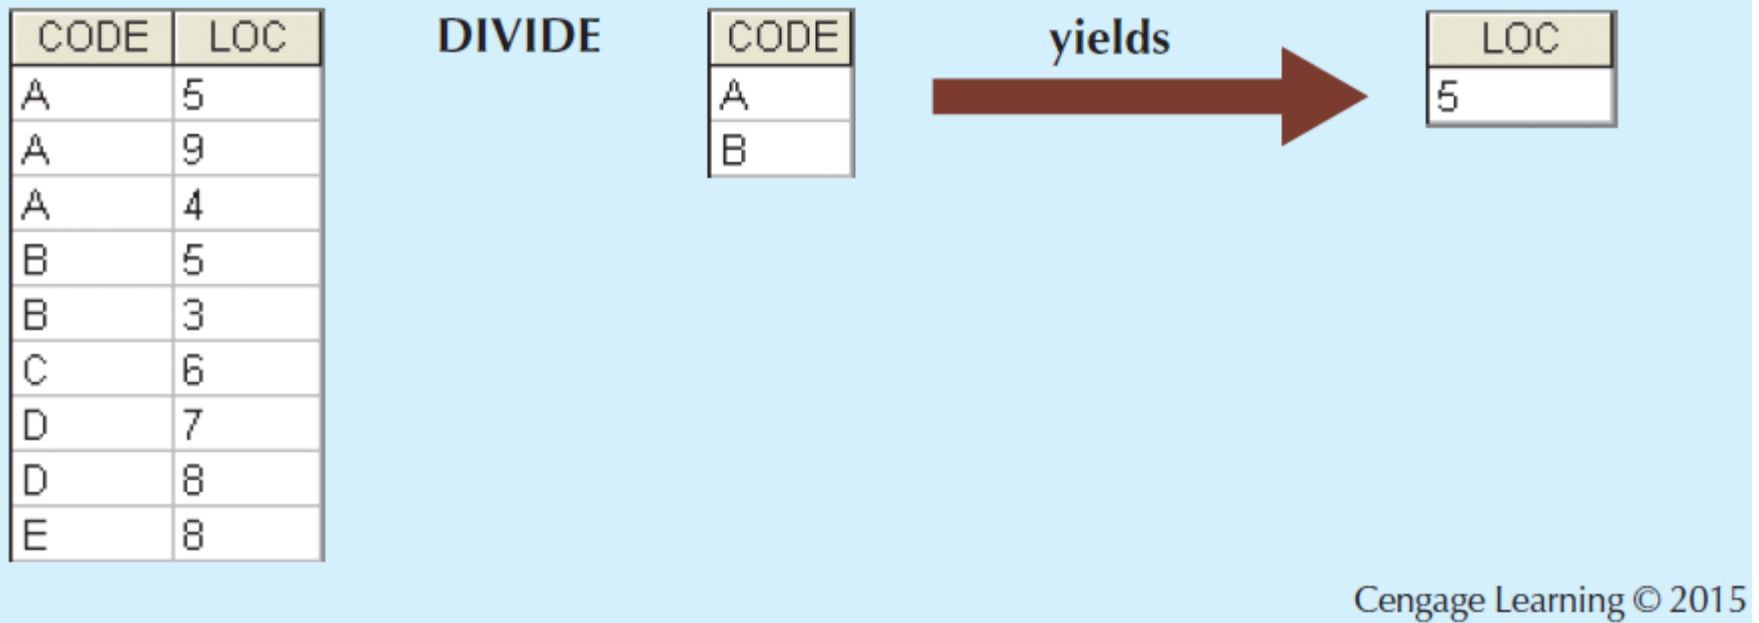 CODE LOC DIVIDE CODE yields LOC
A 5 A 5
A 9 B
A 4
B 5
B 3
C 6
D 7
D 8
E 8
Cengage Learning © 2015